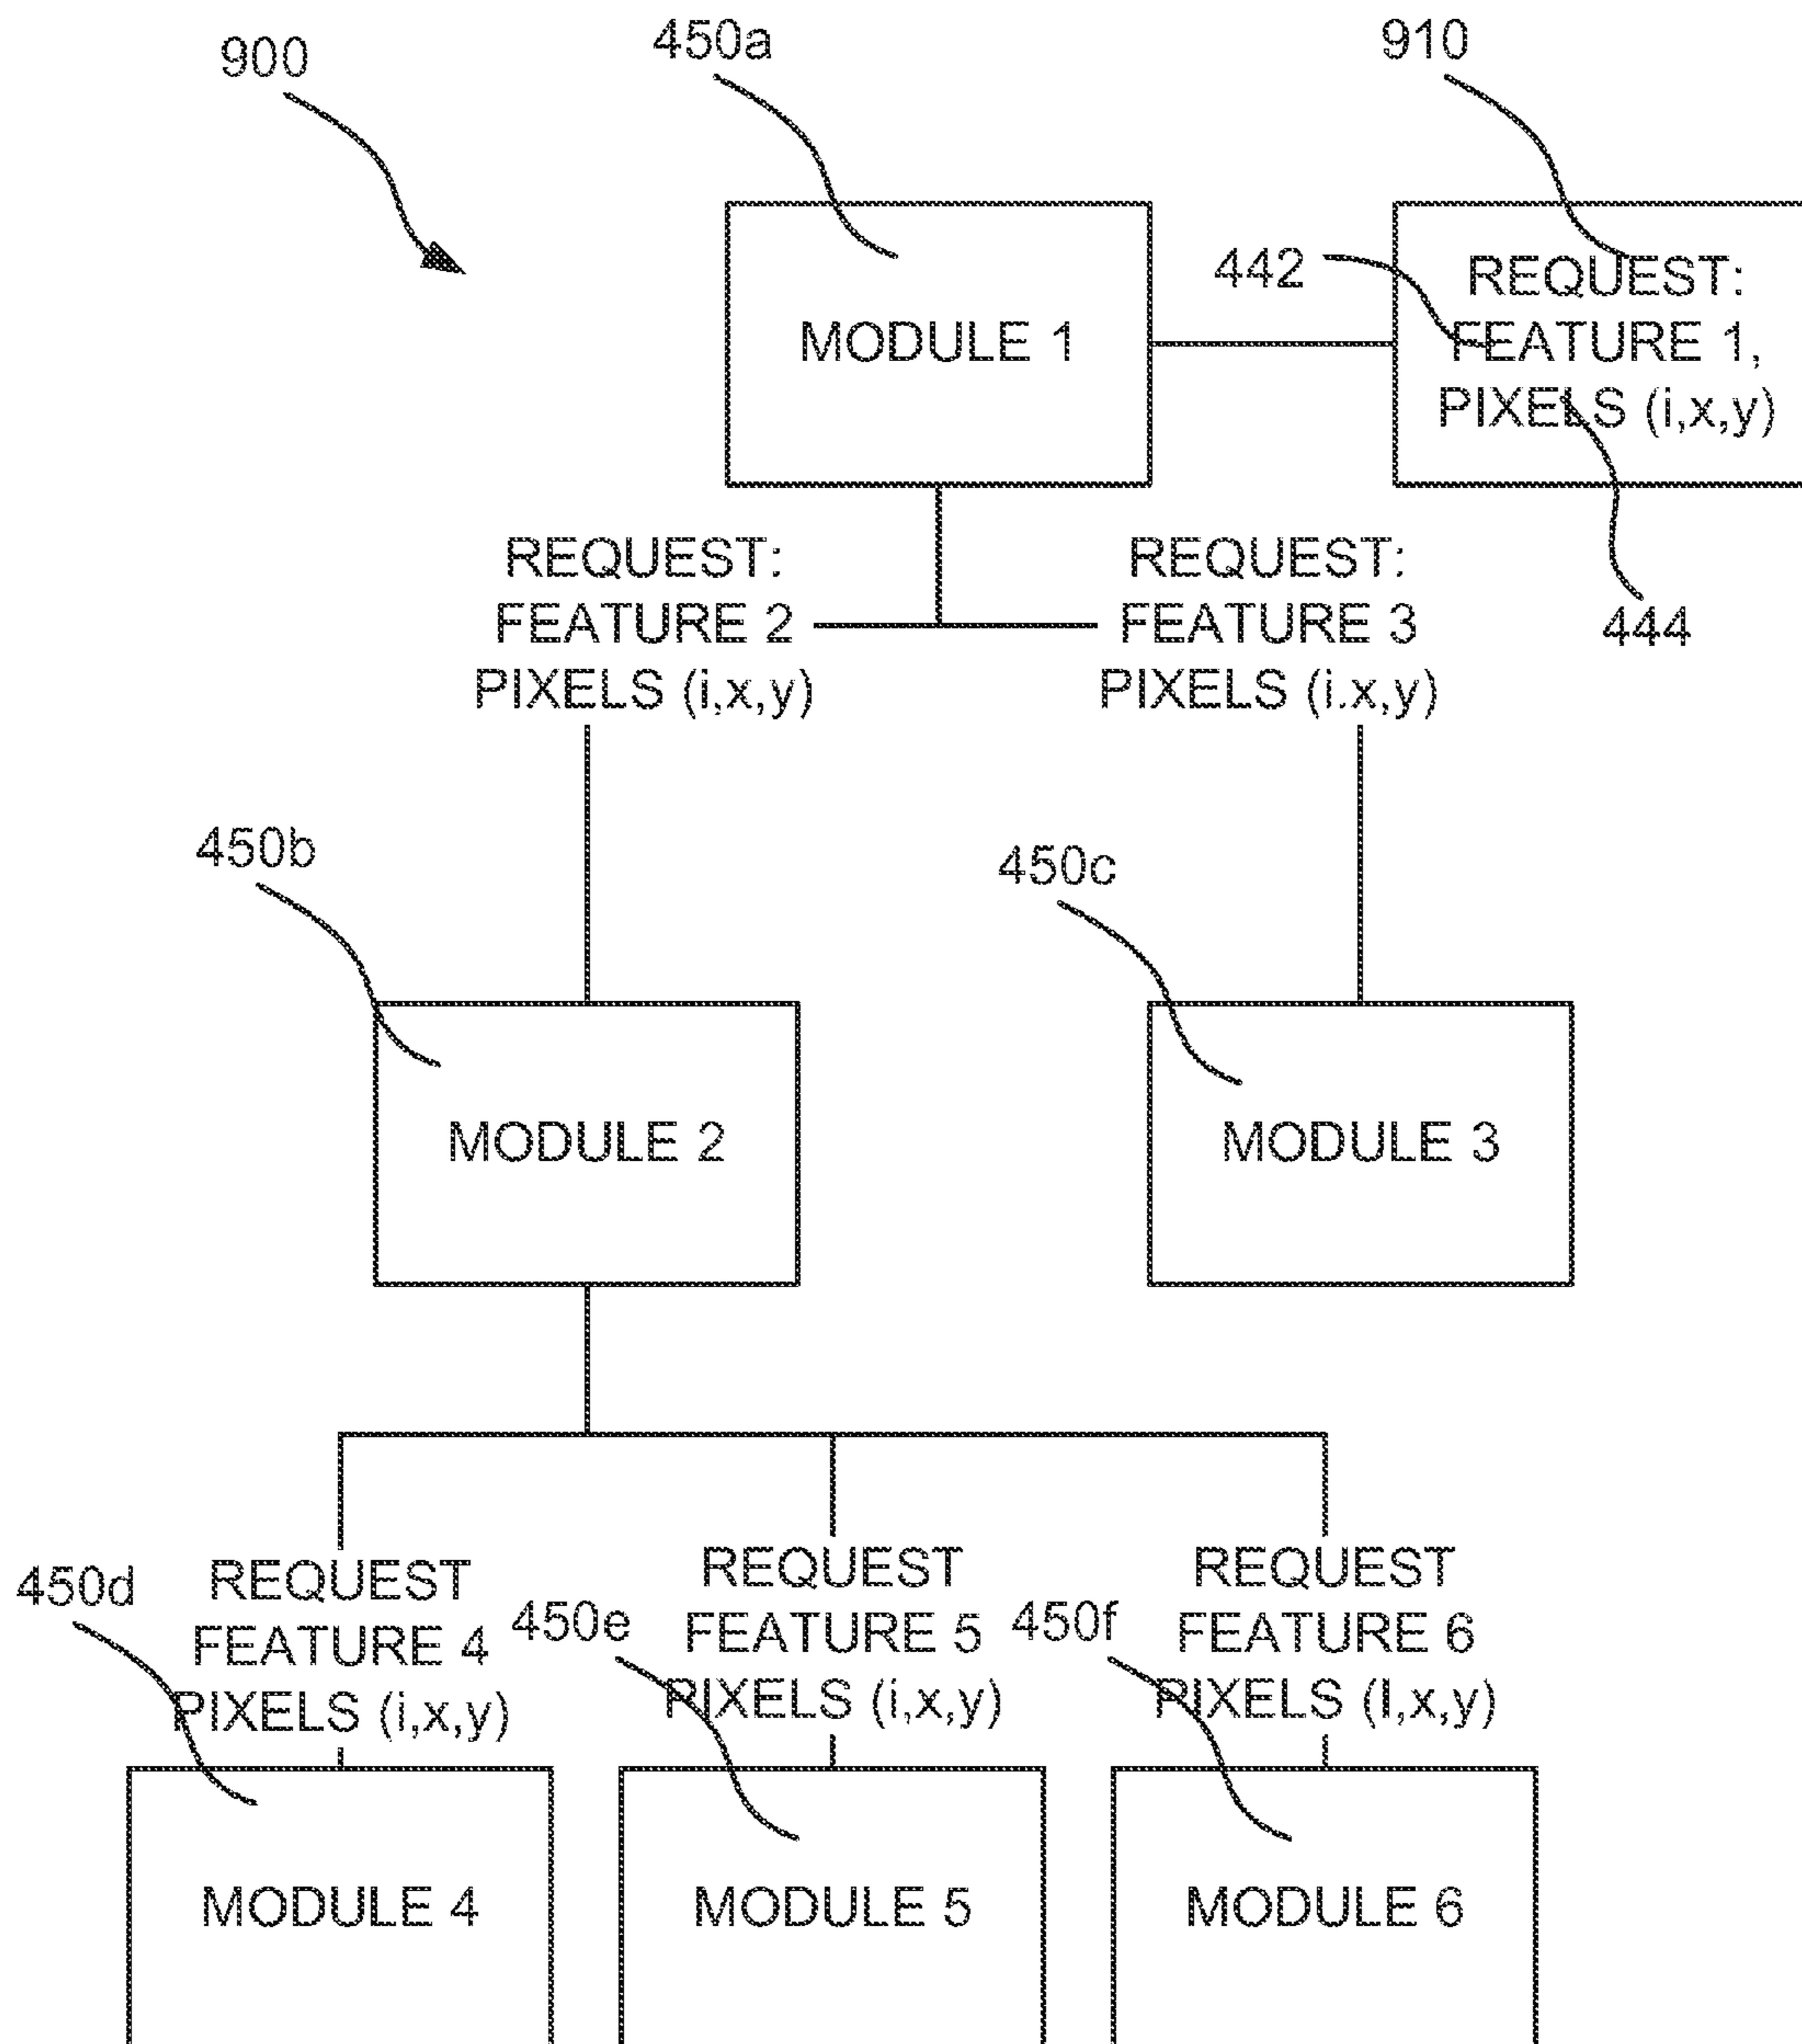 900
450a
910
MODULE 1
442
REQUEST:
FEATURE 1,
PIXELS (i,x,y)
444
REQUEST:
FEATURE 2
PIXELS (i,x,y)
REQUEST:
FEATURE 3
PIXELS (i.x,y)
450b
450c
MODULE 2
MODULE 3
450d
REQUEST
FEATURE 4
PIXELS (i,x,y)
450e
REQUEST
FEATURE 5
PIXELS (i,x,y)
450f
REQUEST
FEATURE 6
PIXELS (I,x,y)
MODULE 4
MODULE 5
MODULE 6